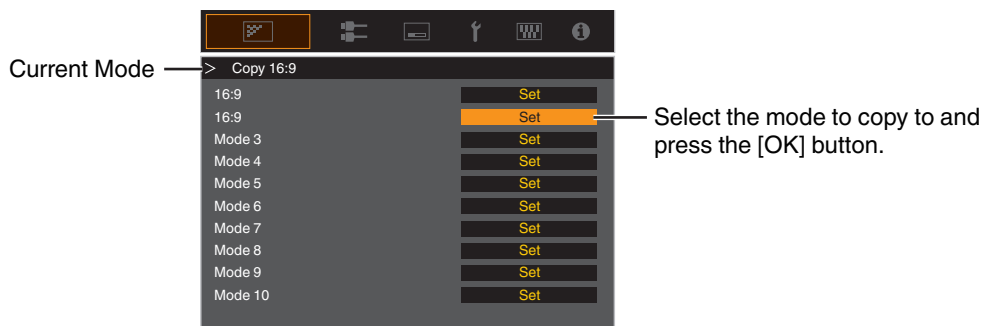 Current Mode
> Copy 16:9
16:9 Set
16:9 Set
Select the mode to copy to and
press the [OK] button.
Mode 3 Set
Mode 4 Set
Mode 5 Set
Mode 6 Set
Mode 7 Set
Mode 8 Set
Mode 9 Set
Mode 10 Set